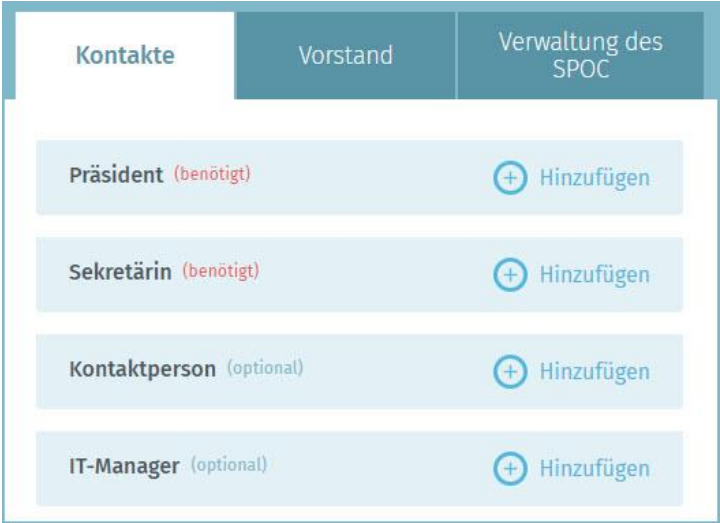 Kontakte
Vorstand
Verwaltung des
SPOC
Präsident (benötigt)
Hinzufügen
Sekretärin (benötigt)
Hinzufügen
Kontaktperson (optional)
Hinzufügen
IT-Manager (optional)
Hinzufügen